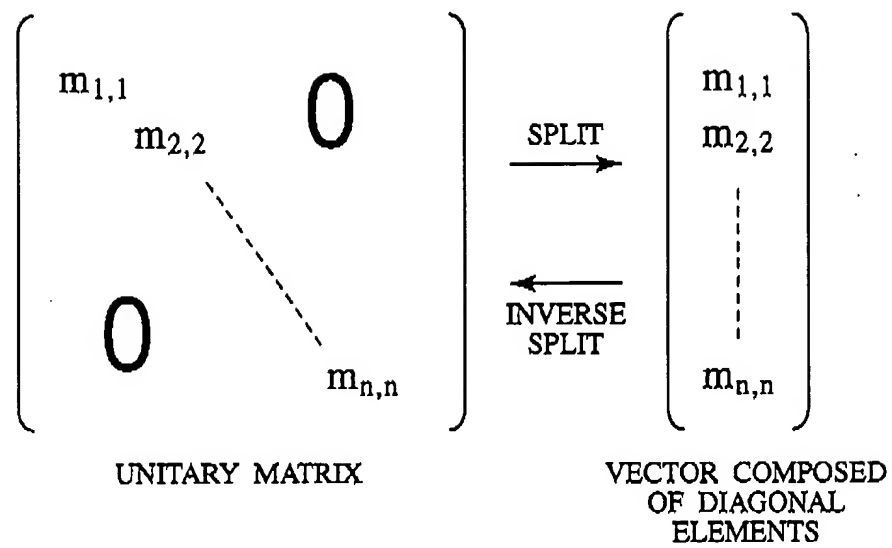 m1,1 0 m1,1
m2,2 SPLIT m2,2
0 INVERSE
SPLIT
mn,n mn,n
UNITARY MATRIX
VECTOR COMPOSED
OF DIAGONAL
ELEMENTS